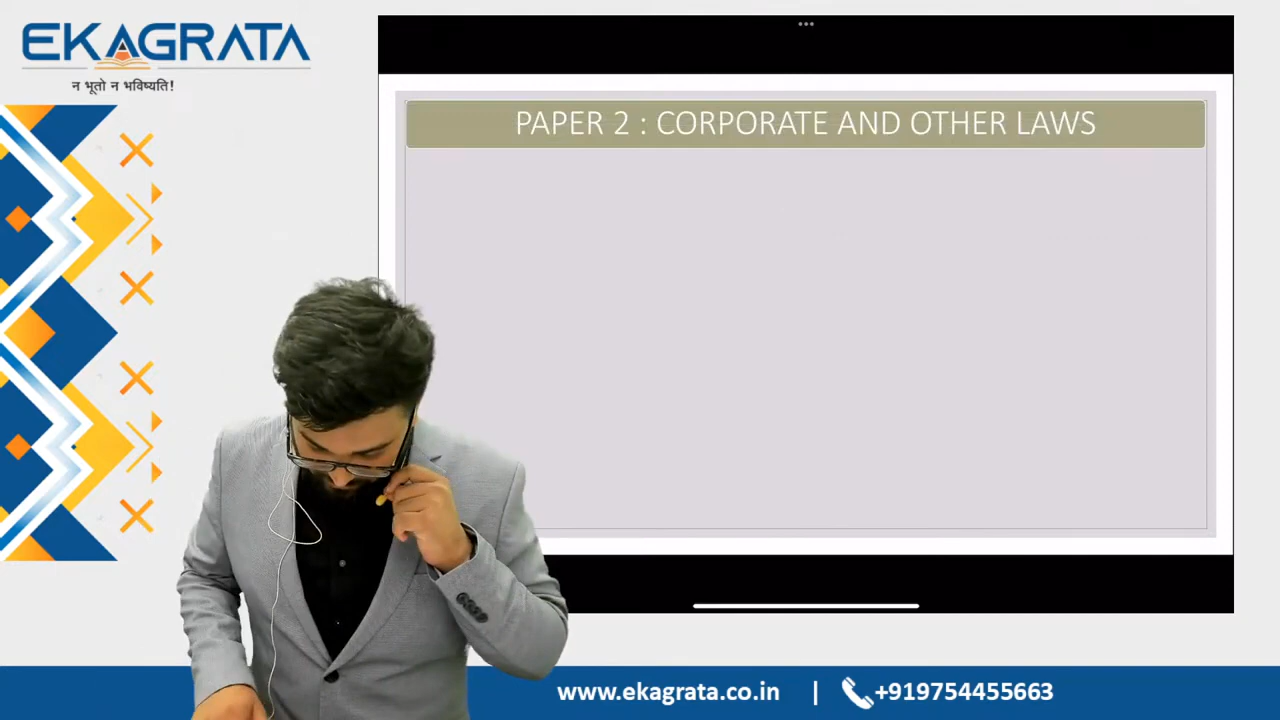 EKAGRATA
न भूतो न भविष्यति!
PAPER 2 : CORPORATE AND OTHER LAWS
www.ekagrata.co.in | +919754455663